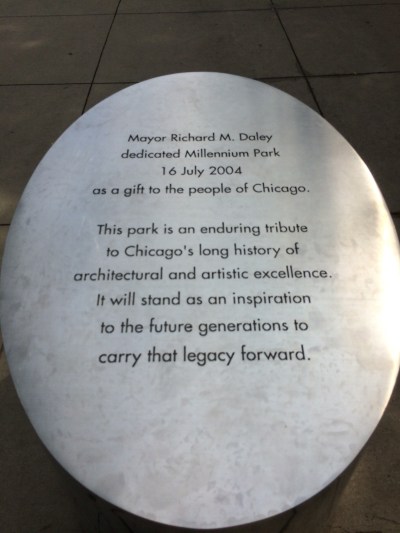 Mayor Richard M. Daley
dedicated Millennium Park
16 July 2004
as a gift to the people of Chicago.
This park is an enduring tribute
to Chicago's long history of
architectural and artistic excellence.
It will stand as an inspiration
to the future generations to
carry that legacy forward.